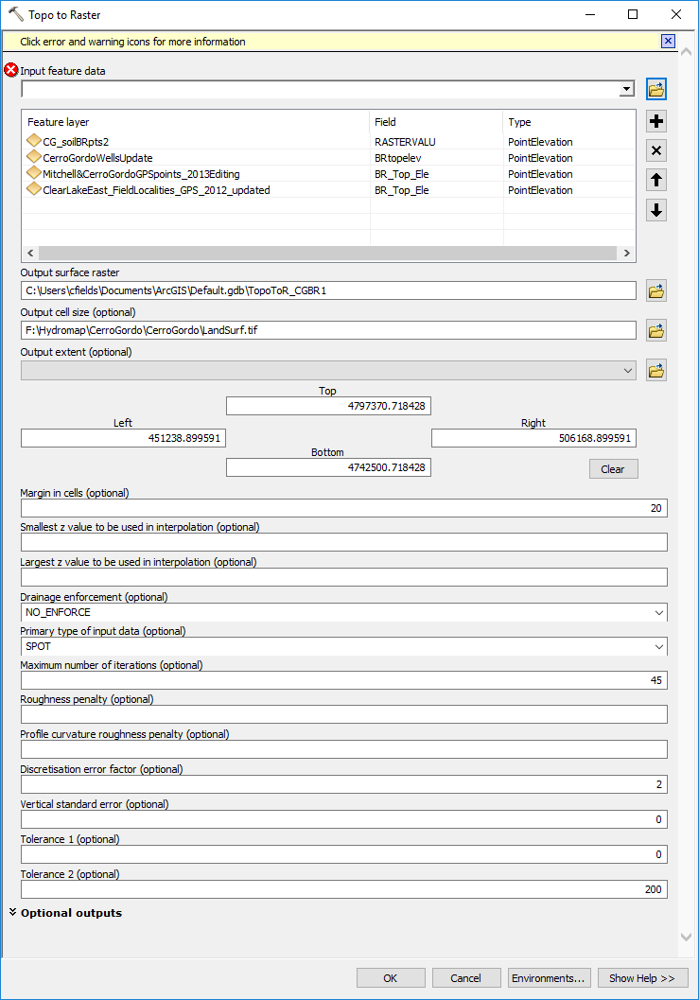 Topo to Raster
Click error and warning icons for more information
Input feature data
Feature layer Field Type
CG_soilBRpts2 RASTERVALU PointElevation
CerroGordoWellsUpdate BRtopelev PointElevation
Mitchell&CerroGordoGPSpoints_2013Editing BR_Top_Ele PointElevation
ClearLakeEast_FieldLocalities_GPS_2012_updated BR_Top_Ele PointElevation
Output surface raster
C:\Users\cfields\Documents\ArcGIS\Default.gdb\TopoToR_CGBR1
Output cell size (optional)
F:\Hydromap\CerroGordo\CerroGordo\LandSurf.tif
Output extent (optional)
Top
4797370.718428
Left Right
451238.899591 506168.899591
Bottom
4742500.718428
Clear
Margin in cells (optional)
20
Smallest z value to be used in interpolation (optional)
Largest z value to be used in interpolation (optional)
Drainage enforcement (optional)
NO_ENFORCE
Primary type of input data (optional)
SPOT
Maximum number of iterations (optional)
45
Roughness penalty (optional)
Profile curvature roughness penalty (optional)
Discretisation error factor (optional)
2
Vertical standard error (optional)
0
Tolerance 1 (optional)
0
Tolerance 2 (optional)
200
Optional outputs
OK Cancel Environments... Show Help >>